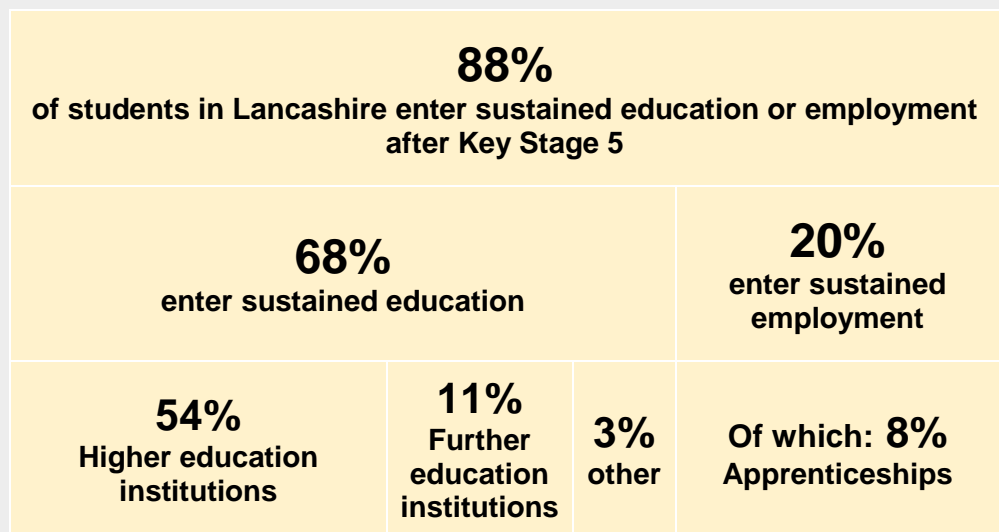 88%
of students in Lancashire enter sustained education or employment
after Key Stage 5
68%
enter sustained education
20%
enter sustained
employment
54%
Higher education
institutions
11%
Further
education
institutions
3%
other
Of which: 8%
Apprenticeships